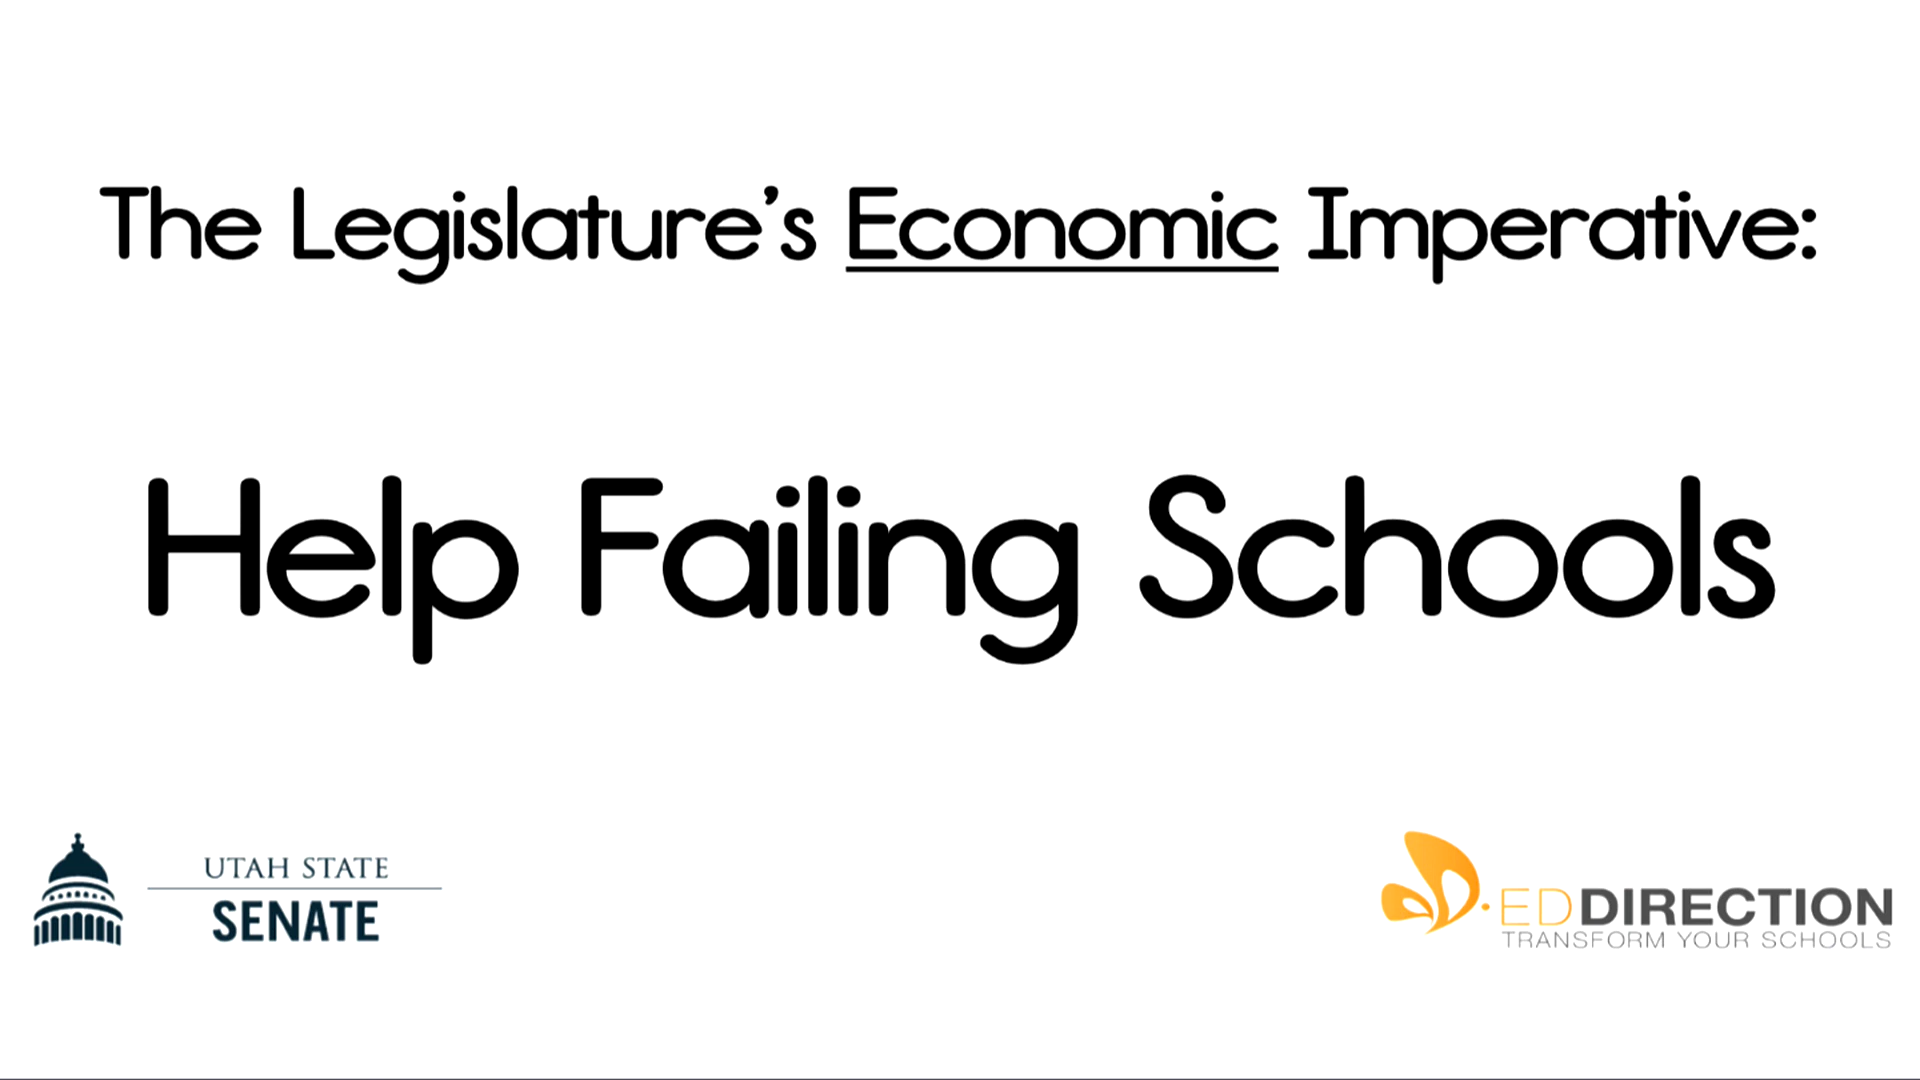 The Legislature’s Economic Imperative:
Help Failing Schools
UTAH STATE
SENATE
EDDIRECTION
TRANSFORM YOUR SCHOOLS